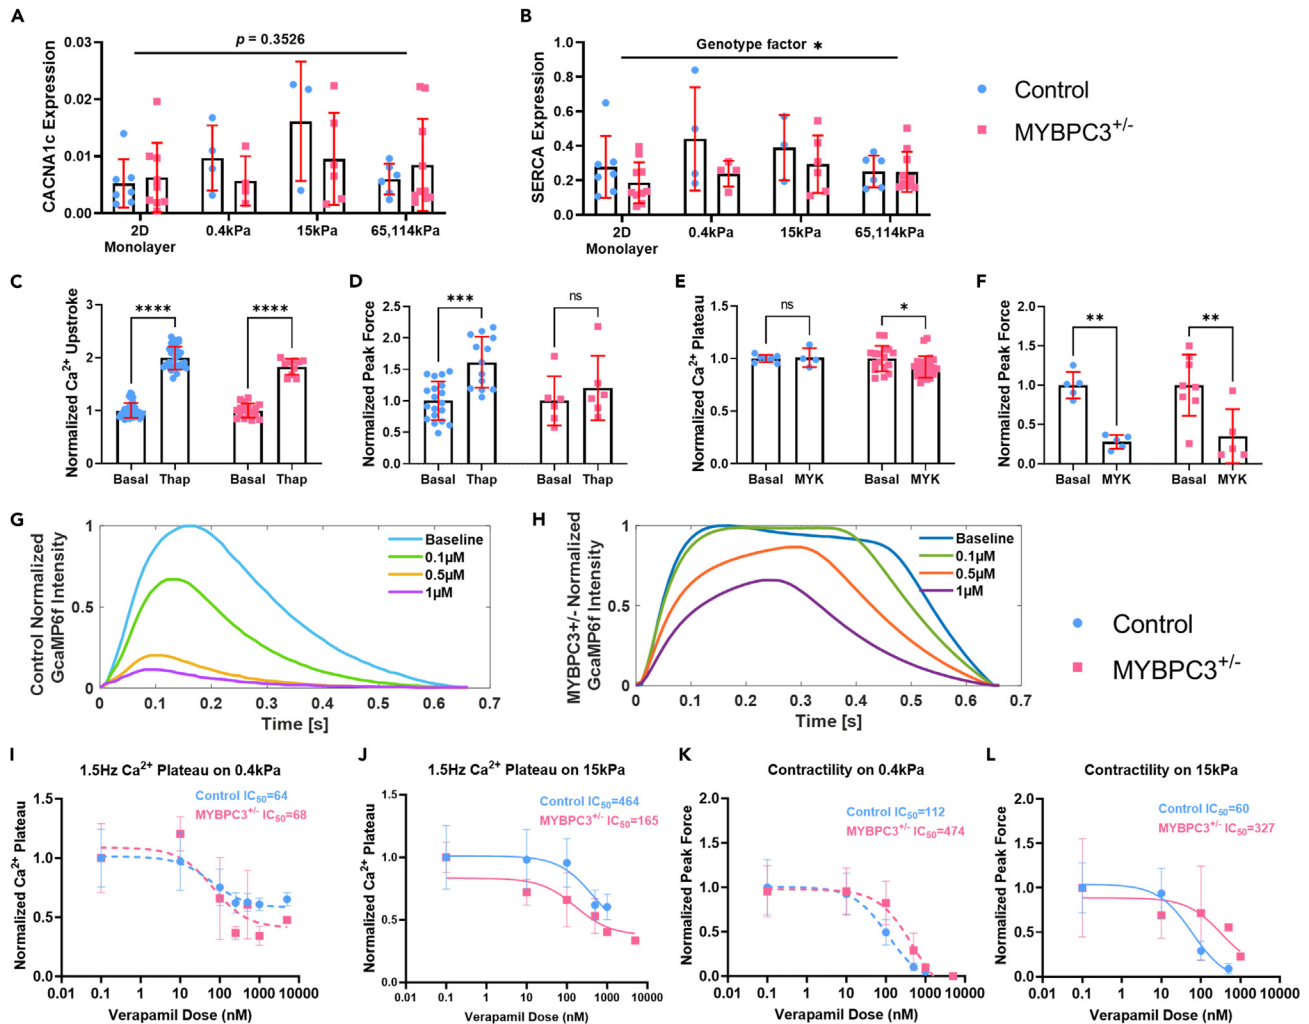 A
CACNA1c Expression
0.03
0.02
0.01
0.00
p = 0.3526
2D
Monolayer
0.4kPa
15kPa
65,114kPa
B
SERCA Expression
1.0
0.8
0.6
0.4
0.2
0.0
Genotype factor *
2D
Monolayer
0.4kPa
15kPa
65,114kPa
Control
MYBPC3+/-
C
Normalized Ca2+ Upstroke
3
2
1
0
****
****
Basal Thap Basal Thap
D
Normalized Peak Force
2.5
2.0
1.5
1.0
0.5
0.0
***
ns
Basal Thap Basal Thap
E
Normalized Ca2+ Plateau
1.5
1.0
0.5
0.0
ns
*
Basal MYK Basal MYK
F
Normalized Peak Force
2.0
1.5
1.0
0.5
0.0
**
**
Basal MYK Basal MYK
G
Control Normalized
GcaMP6f Intensity
1
0.5
0
Baseline
0.1μM
0.5μM
1μM
0 0.1 0.2 0.3 0.4 0.5 0.6 0.7
Time [s]
H
MYBPC3+/- Normalized
GcaMP6f Intensity
1
0.5
0
Baseline
0.1μM
0.5μM
1μM
0 0.1 0.2 0.3 0.4 0.5 0.6 0.7
Time [s]
Control
MYBPC3+/-
I
1.5Hz Ca2+ Plateau on 0.4kPa
Normalized Ca2+ Plateau
1.5
1.0
0.5
0.0
Control IC50=64
MYBPC3+/- IC50=68
0.01 0.1 1 10 100 1000 10000
Verapamil Dose (nM)
J
1.5Hz Ca2+ Plateau on 15kPa
Normalized Ca2+ Plateau
1.5
1.0
0.5
0.0
Control IC50=464
MYBPC3+/- IC50=165
0.01 0.1 1 10 100 1000 10000
Verapamil Dose (nM)
K
Contractility on 0.4kPa
Normalized Peak Force
2.0
1.5
1.0
0.5
0.0
Control IC50=112
MYBPC3+/- IC50=474
0.01 0.1 1 10 100 1000 10000
Verapamil Dose (nM)
L
Contractility on 15kPa
Normalized Peak Force
2.0
1.5
1.0
0.5
0.0
Control IC50=60
MYBPC3+/- IC50=327
0.01 0.1 1 10 100 1000 10000
Verapamil Dose (nM)